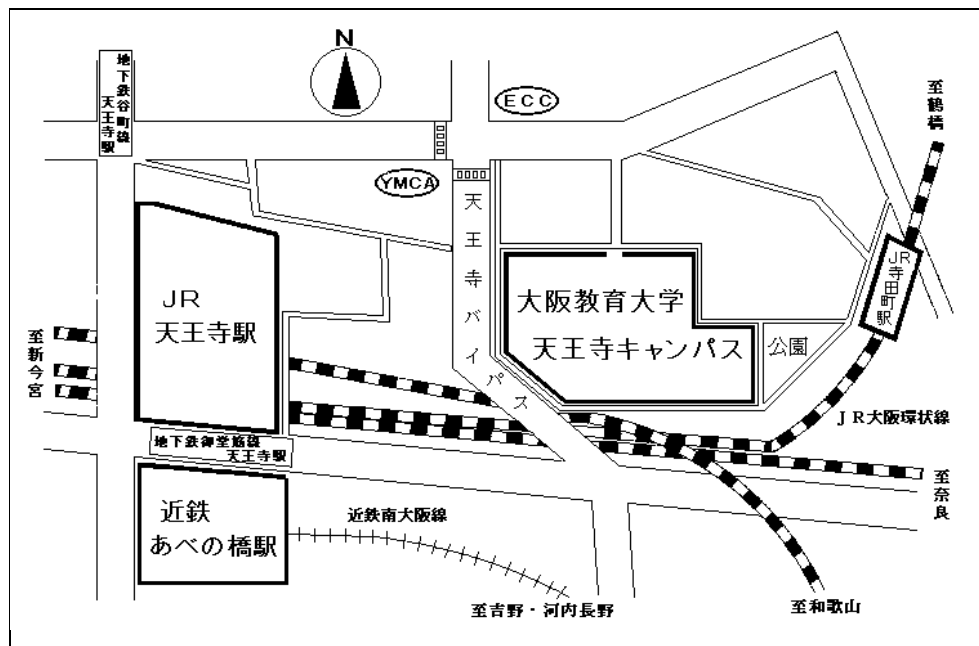 N
地下鉄谷町線
天王寺駅
ECC
至鶴橋
YMCA
天王寺バイパス
JR寺田町駅
JR
天王寺駅
大阪教育大学
天王寺キャンパス
公園
至新今宮
JR大阪環状線
地下鉄御堂筋線
天王寺駅
至奈良
近鉄
あべの橋駅
近鉄南大阪線
至吉野・河内長野
至和歌山